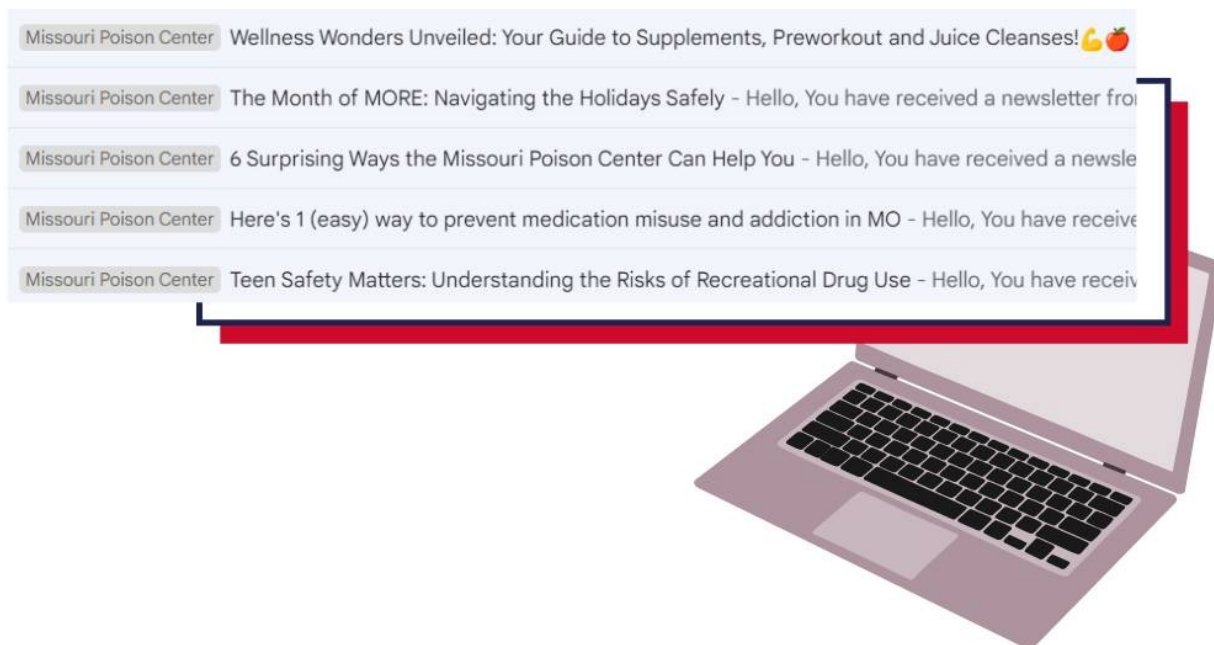 Missouri Poison Center Wellness Wonders Unveiled: Your Guide to Supplements, Preworkout and Juice Cleanses!💪🍎
Missouri Poison Center The Month of MORE: Navigating the Holidays Safely - Hello, You have received a newsletter
Missouri Poison Center 6 Surprising Ways the Missouri Poison Center Can Help You - Hello, You have received a
Missouri Poison Center Here's 1 (easy) way to prevent medication misuse and addiction in MO - Hello, You have
Missouri Poison Center Teen Safety Matters: Understanding the Risks of Recreational Drug Use - Hello, You have